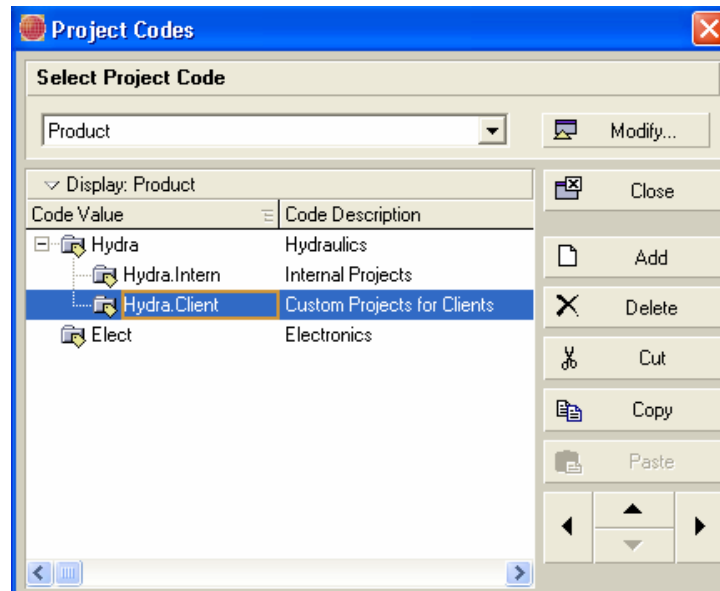 Project Codes
Select Project Code
Product
Modify...
Display: Product
Close
Code Value Code Description
Hydra Hydraulics
Add
Hydra.Intern Internal Projects
Hydra.Client Custom Projects for Clients
Delete
Elect Electronics
Cut
Copy
Paste